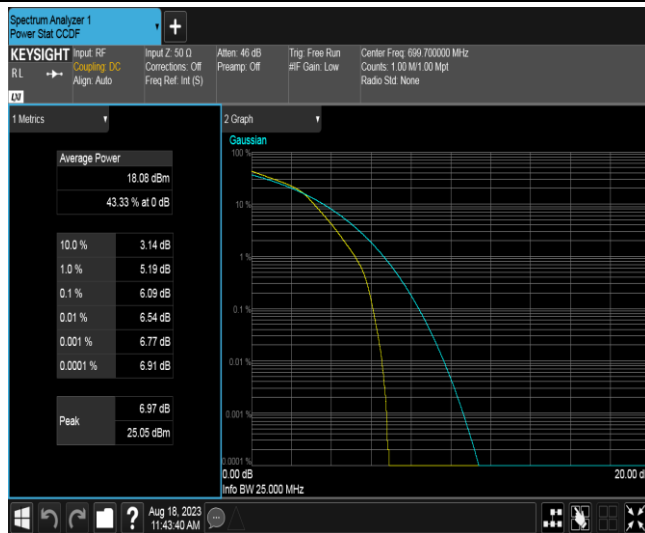 Spectrum Analyzer 1
Power Stat CCDF
+
KEYSIGHT
RL
LXI
Input: RF
Coupling: DC
Align: Auto
Input Z: 50 Ω
Corrections: Off
Freq Ref: Int (S)
Atten: 46 dB
Preamp: Off
Trig: Free Run
#IF Gain: Low
Center Freq: 699.700000 MHz
Counts: 1.00 M/1.00 Mpt
Radio Std: None
1 Metrics
Average Power
18.08 dBm
43.33 % at 0 dB
10.0 % 3.14 dB
1.0 % 5.19 dB
0.1 % 6.09 dB
0.01 % 6.54 dB
0.001 % 6.77 dB
0.0001 % 6.91 dB
Peak
6.97 dB
25.05 dBm
2 Graph
Gaussian
100 %
10 %
1 %
0.1 %
0.01 %
0.001 %
0.0001 %
0.00 dB 20.00 d
Info BW 25.000 MHz
?
Aug 18, 2023
11:43:40 AM